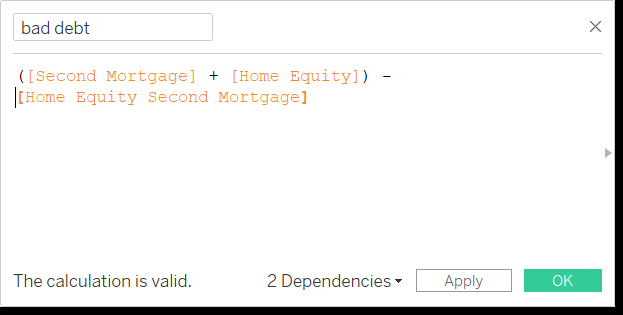 bad debt
([Second Mortgage] + [Home Equity]) –
[Home Equity Second Mortgage]
The calculation is valid.
2 Dependencies
Apply
OK